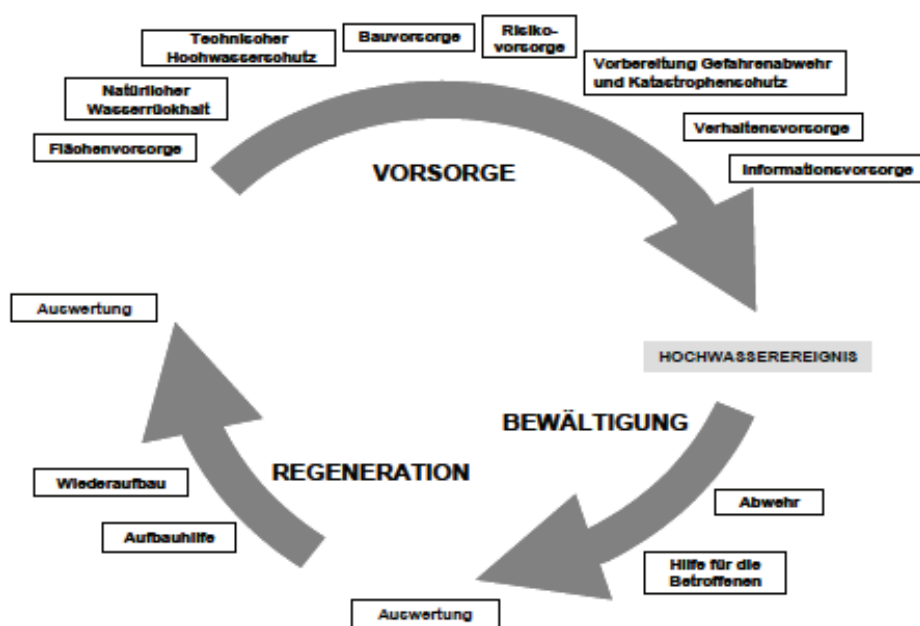 Technischer
Hochwasserschutz
Bauvorsorge
Risiko-
vorsorge
Vorbereitung Gefahrenabwehr
und Katastrophenschutz
Natürlicher
Wasserrückhalt
Verhaltensvorsorge
Flächenvorsorge
Informationsvorsorge
VORSORGE
Auswertung
HOCHWASSEREREIGNIS
BEWÄLTIGUNG
REGENERATION
Wiederaufbau
Abwehr
Aufbauhilfe
Hilfe für die
Betroffenen
Auswertung